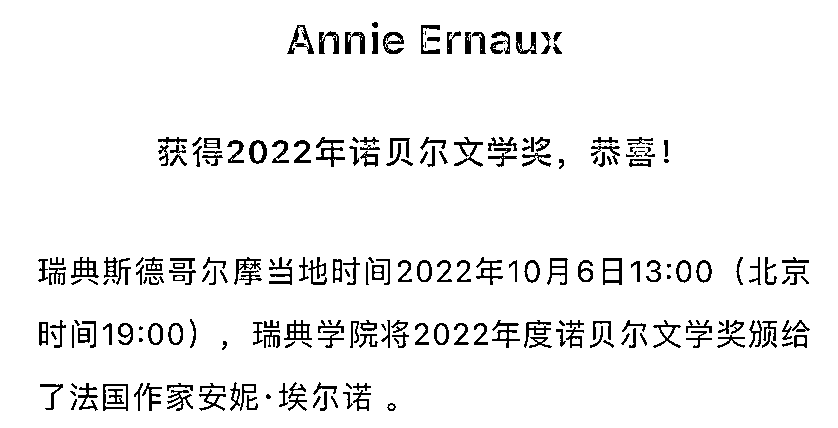 Annie Ernaux
获得2022年诺贝尔文学奖，恭喜！
瑞典斯德哥尔摩当地时间2022年10月6日13:00（北京
时间19:00），瑞典学院将2022年度诺贝尔文学奖颁给
了法国作家安妮·埃尔诺 。